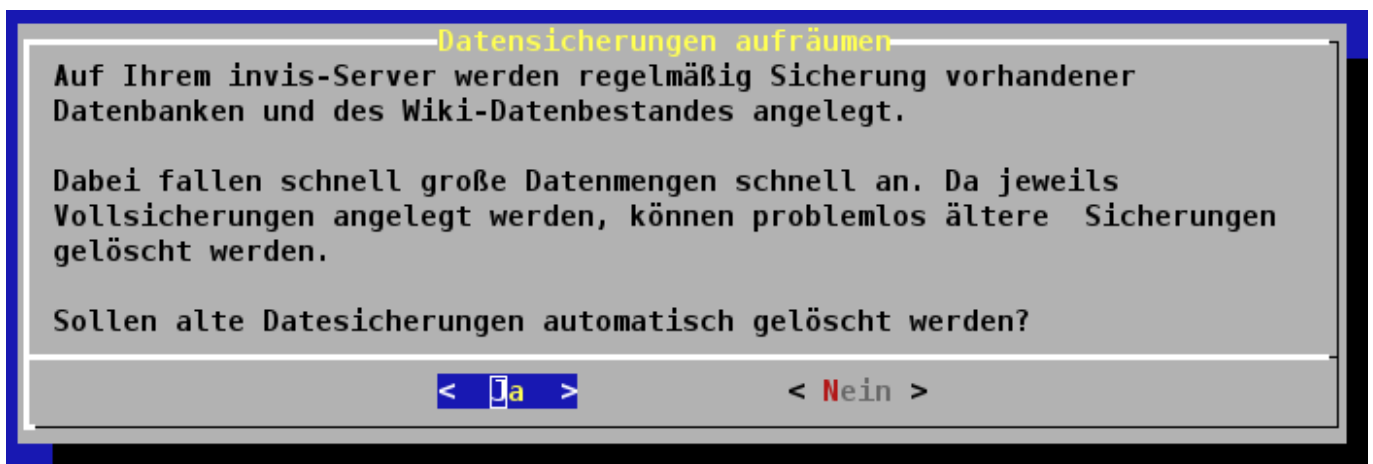 Datensicherungen aufräumen
Auf Ihrem invis-Server werden regelmäßig Sicherung vorhandener
Datenbanken und des Wiki-Datenbestandes angelegt.
Dabei fallen schnell große Datenmengen schnell an. Da jeweils
Vollsicherungen angelegt werden, können problemlos ältere  Sicherungen
gelöscht werden.
Sollen alte Datesicherungen automatisch gelöscht werden?
<  Ja  > < Nein >